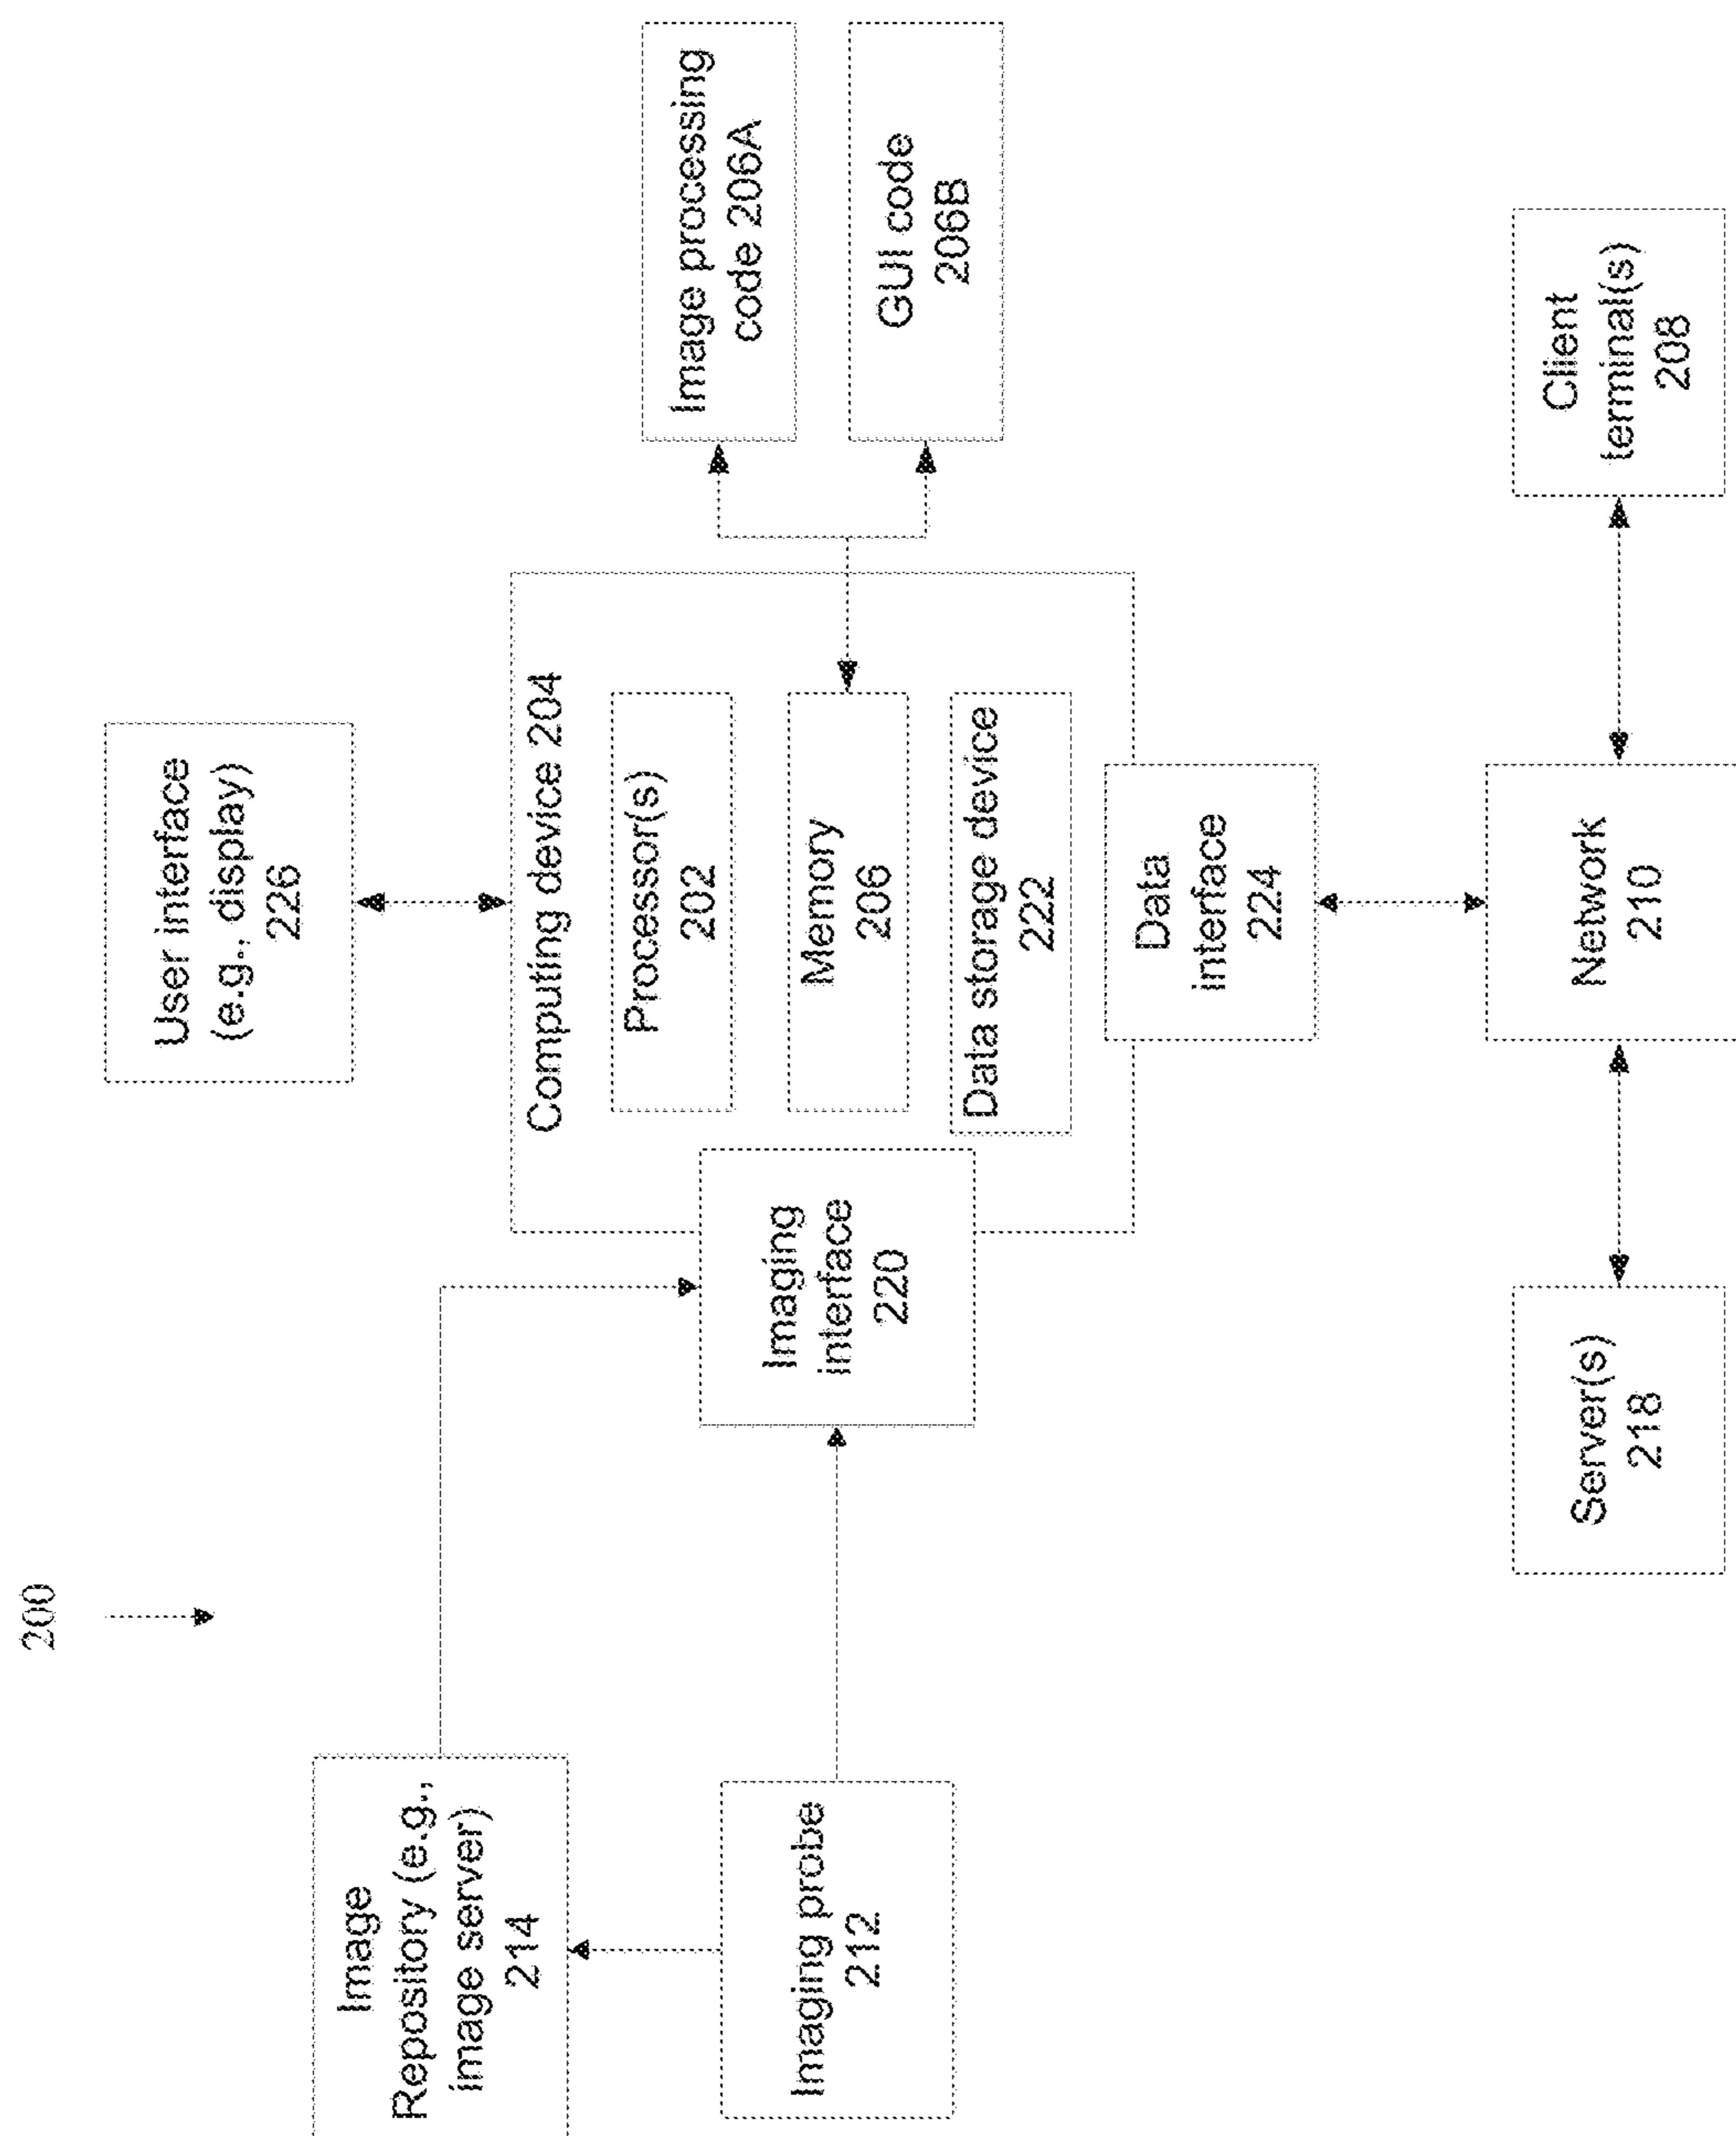 200
Image
Repository (e.g.,
image server)
214
Imaging probe
212
Imaging
interface
220
User interface
(e.g., display)
226
Computing device 204
Processor(s)
202
Memory
206
Data storage device
222
Data
interface
224
Image processing
code 206A
GUI code
206B
Server(s)
218
Network
210
Client
terminal(s)
208